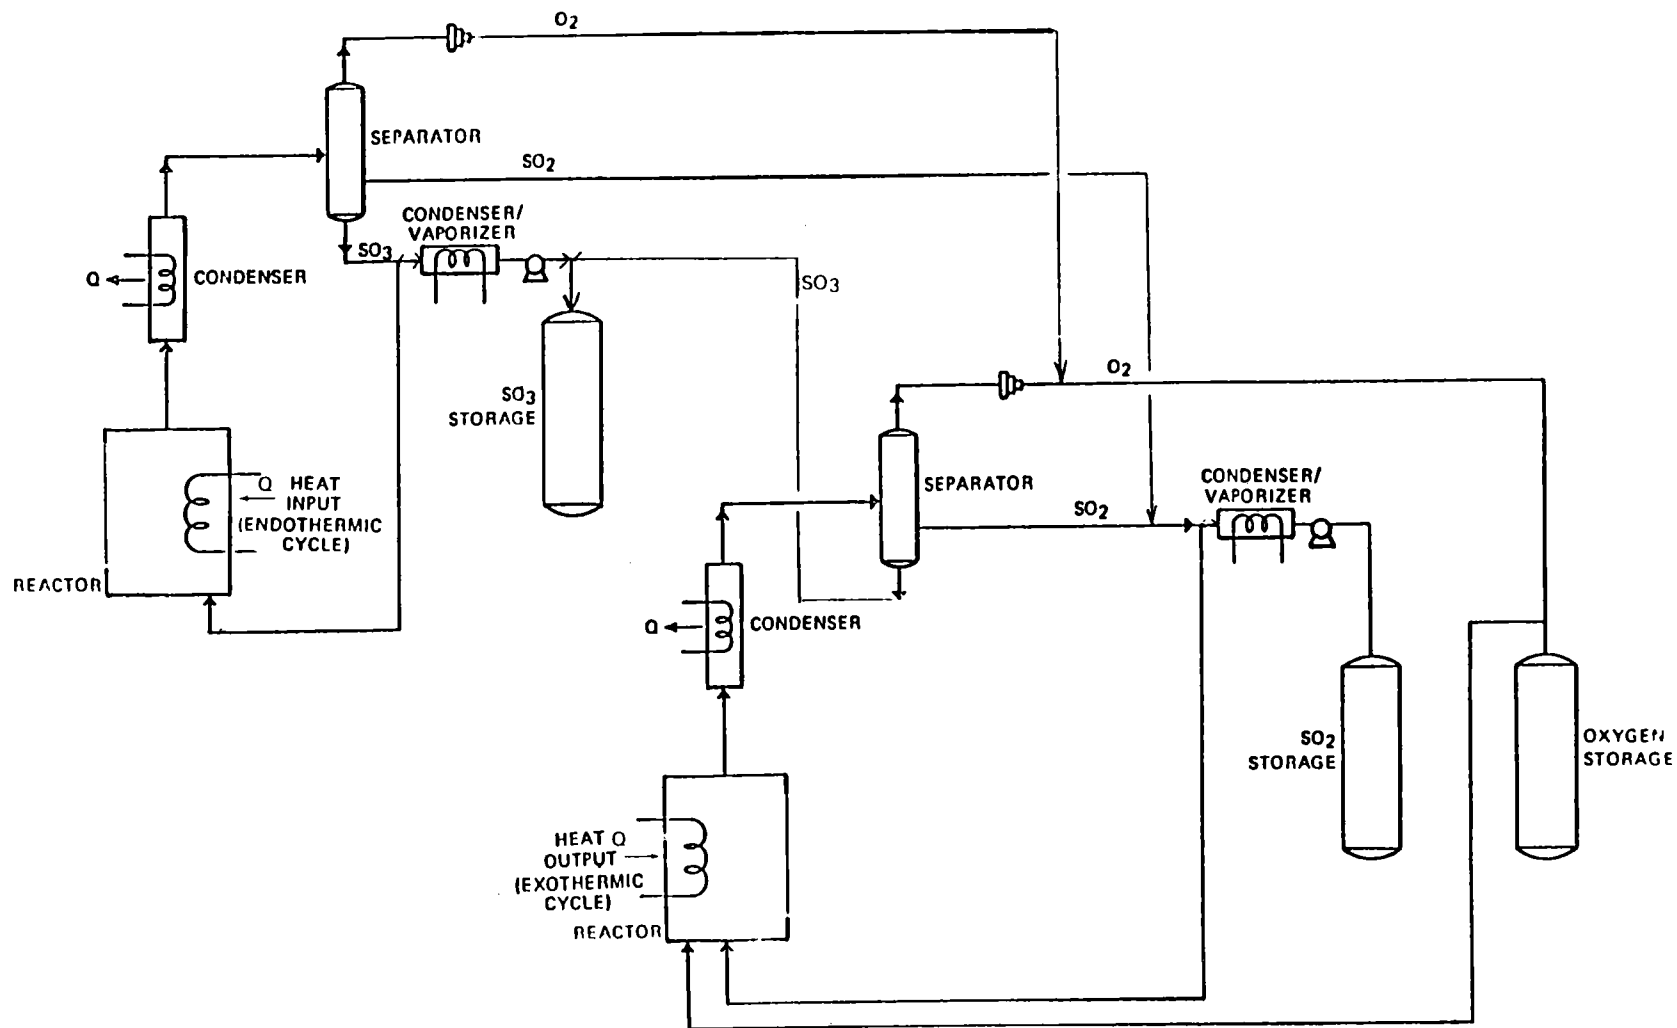 O2
SEPARATOR
SO2
CONDENSER/
VAPORIZER
SO3
Q
CONDENSER
SO3
SO3
STORAGE
O2
Q HEAT
INPUT
(ENDOTHERMIC
CYCLE)
REACTOR
SEPARATOR
CONDENSER/
VAPORIZER
SO2
Q
CONDENSER
SO2
STORAGE
OXYGEN
STORAGE
HEAT Q
OUTPUT
(EXOTHERMIC
CYCLE)
REACTOR